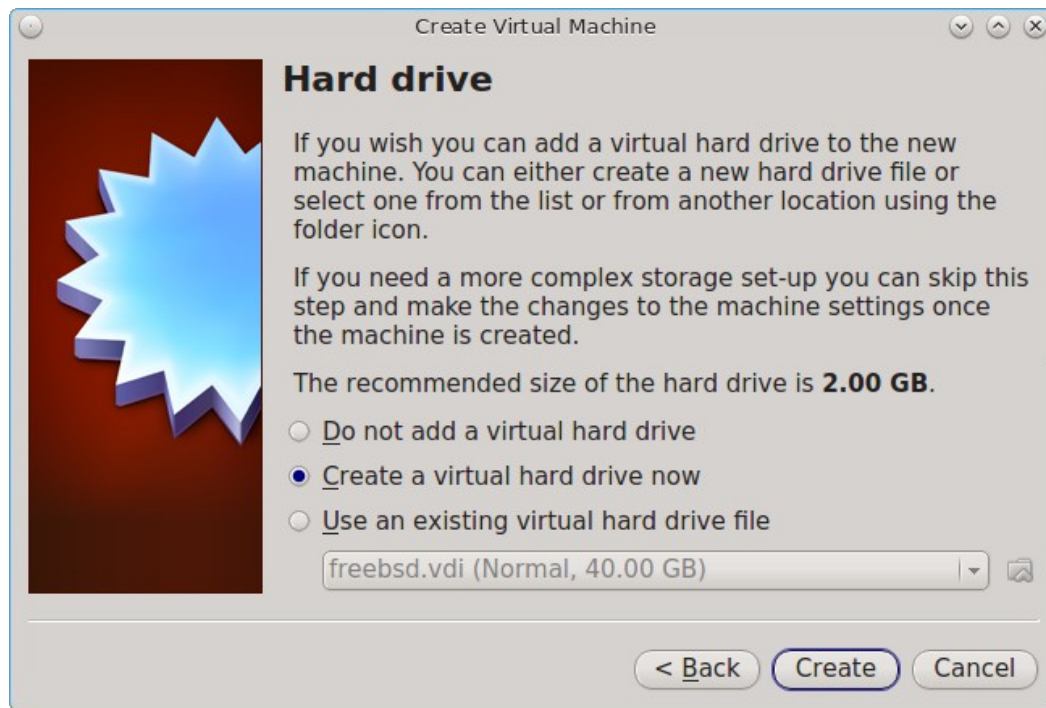 Create Virtual Machine
Hard drive
If you wish you can add a virtual hard drive to the new
machine. You can either create a new hard drive file or
select one from the list or from another location using the
folder icon.
If you need a more complex storage set-up you can skip this
step and make the changes to the machine settings once
the machine is created.
The recommended size of the hard drive is 2.00 GB.
Do not add a virtual hard drive
Create a virtual hard drive now
Use an existing virtual hard drive file
freebsd.vdi (Normal, 40.00 GB)
< Back Create Cancel